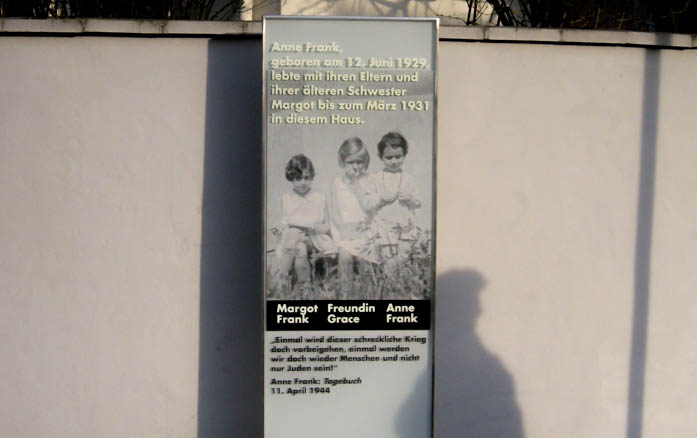 Anne Frank,
geboren am 12. Juni 1929,
lebte mit ihren Eltern und
ihrer älteren Schwester
Margot bis zum März 1931
in diesem Haus.
Margot Freundin Anne
Frank Grace Frank
„Einmal wird dieser schreckliche Krieg
doch vorbeigehen, einmal werden
wir doch wieder Menschen und nicht
nur Juden sein!"
Anne Frank: Tagebuch
11. April 1944